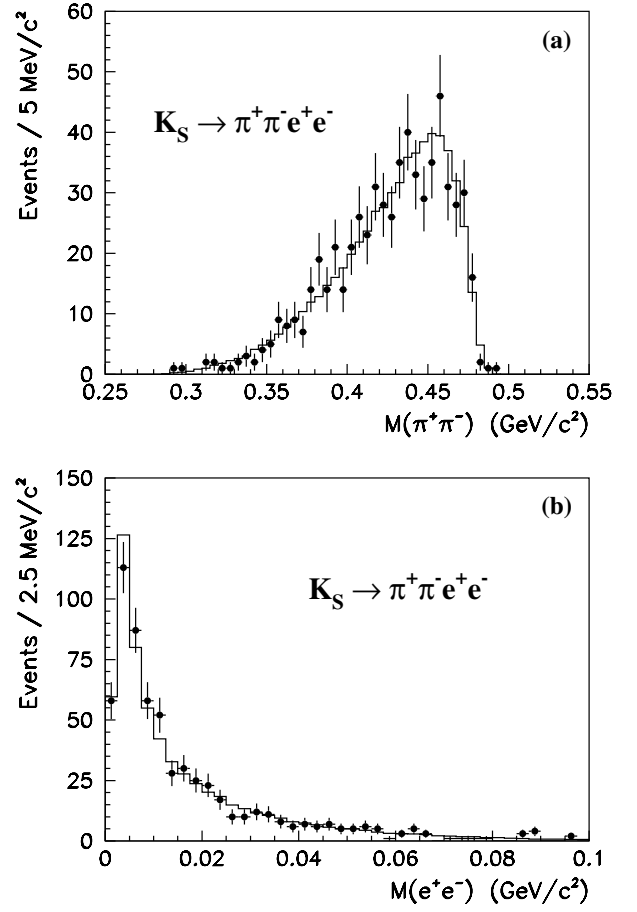 (a)
K_S → π⁺π⁻e⁺e⁻
Events / 5 MeV/c²
60
50
40
30
20
10
0
0.25 0.3 0.35 0.4 0.45 0.5 0.55
M(π⁺π⁻) (GeV/c²)
(b)
K_S → π⁺π⁻e⁺e⁻
Events / 2.5 MeV/c²
150
125
100
75
50
25
0
0 0.02 0.04 0.06 0.08 0.1
M(e⁺e⁻) (GeV/c²)